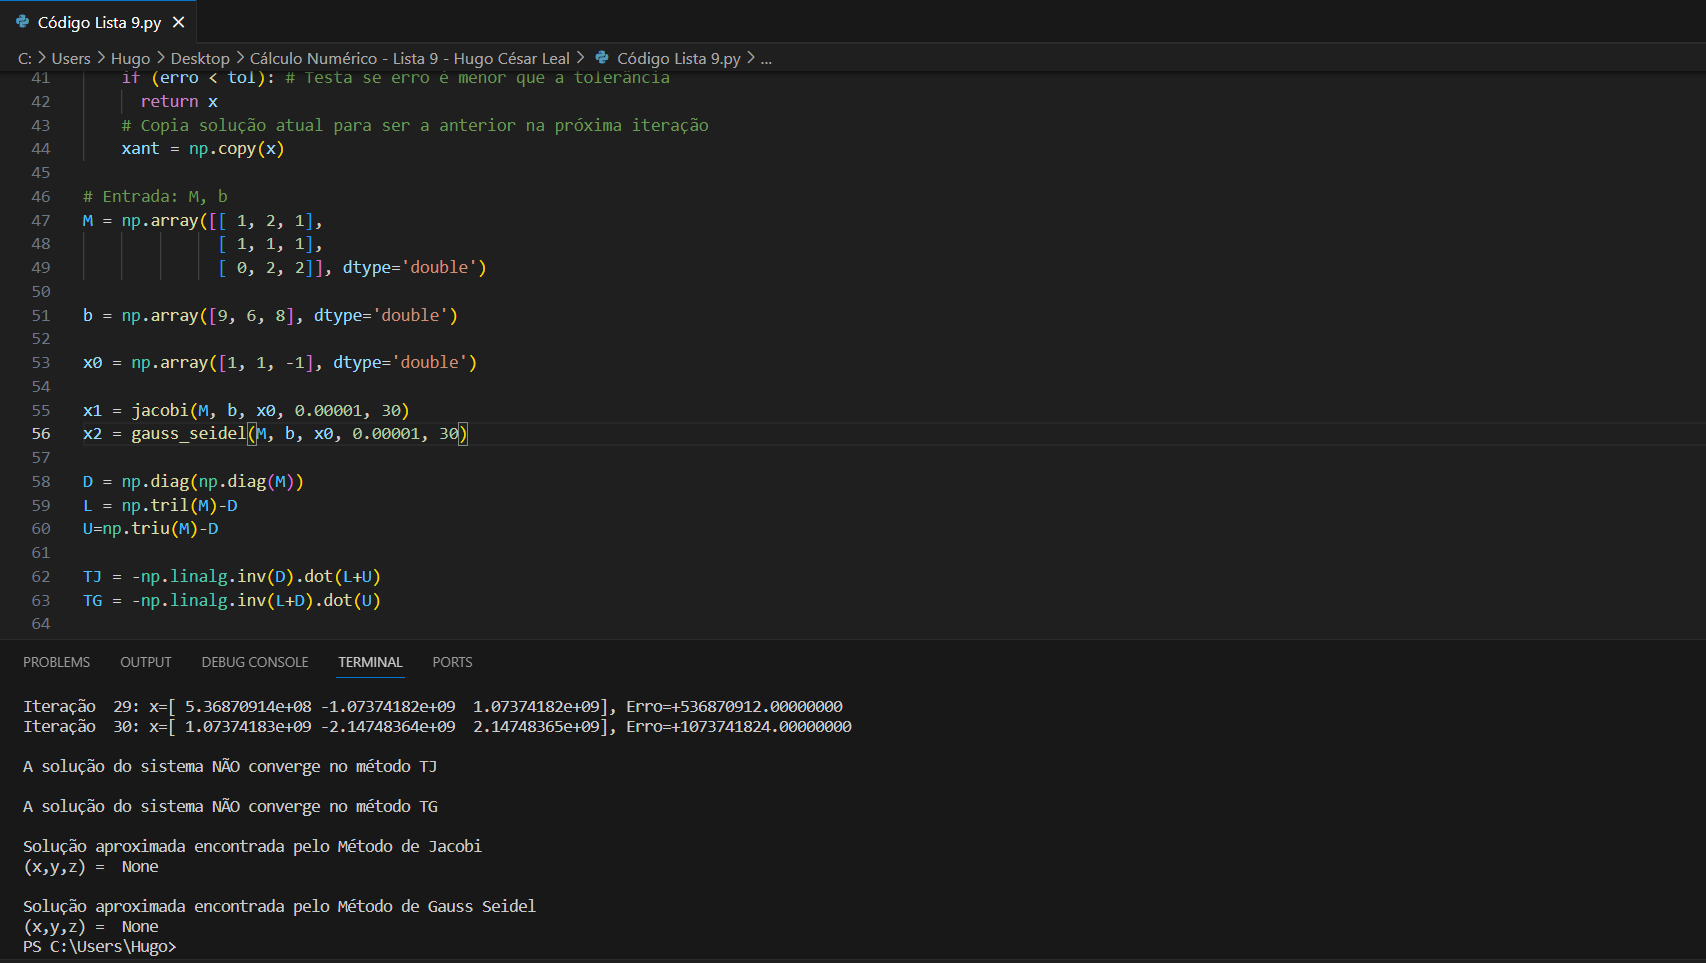 Código Lista 9.py ×
C: > Users > Hugo > Desktop > Cálculo Numérico - Lista 9 - Hugo César Leal > Código Lista 9.py > ...
41 if (erro < tol): # Testa se erro é menor que a tolerância
42 return x
43 # Copia solução atual para ser a anterior na próxima iteração
44 xant = np.copy(x)
45
46 # Entrada: M, b
47 M = np.array([[ 1, 2, 1],
48 [ 1, 1, 1],
49 [ 0, 2, 2]], dtype='double')
50
51 b = np.array([9, 6, 8], dtype='double')
52
53 x0 = np.array([1, 1, -1], dtype='double')
54
55 x1 = jacobi(M, b, x0, 0.00001, 30)
56 x2 = gauss_seidel(M, b, x0, 0.00001, 30)
57
58 D = np.diag(np.diag(M))
59 L = np.tril(M)-D
60 U=np.triu(M)-D
61
62 TJ = -np.linalg.inv(D).dot(L+U)
63 TG = -np.linalg.inv(L+D).dot(U)
64
PROBLEMS OUTPUT DEBUG CONSOLE TERMINAL PORTS
Iteração  29: x=[ 5.36870914e+08 -1.07374182e+09  1.07374182e+09], Erro=+536870912.00000000
Iteração  30: x=[ 1.07374183e+09 -2.14748364e+09  2.14748365e+09], Erro=+1073741824.00000000
A solução do sistema NÃO converge no método TJ
A solução do sistema NÃO converge no método TG
Solução aproximada encontrada pelo Método de Jacobi
(x,y,z) =  None
Solução aproximada encontrada pelo Método de Gauss Seidel
(x,y,z) =  None
PS C:\Users\Hugo>